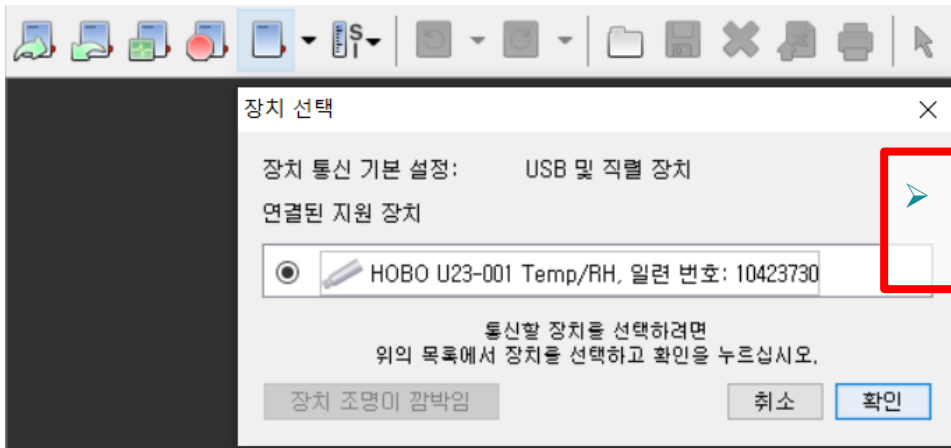 장치 선택
장치 통신 기본 설정: USB 및 직렬 장치
연결된 지원 장치
HOBO U23-001 Temp/RH, 일련 번호: 10423730
통신할 장치를 선택하려면
위의 목록에서 장치를 선택하고 확인을 누르십시오.
장치 조명이 깜박임 취소 확인